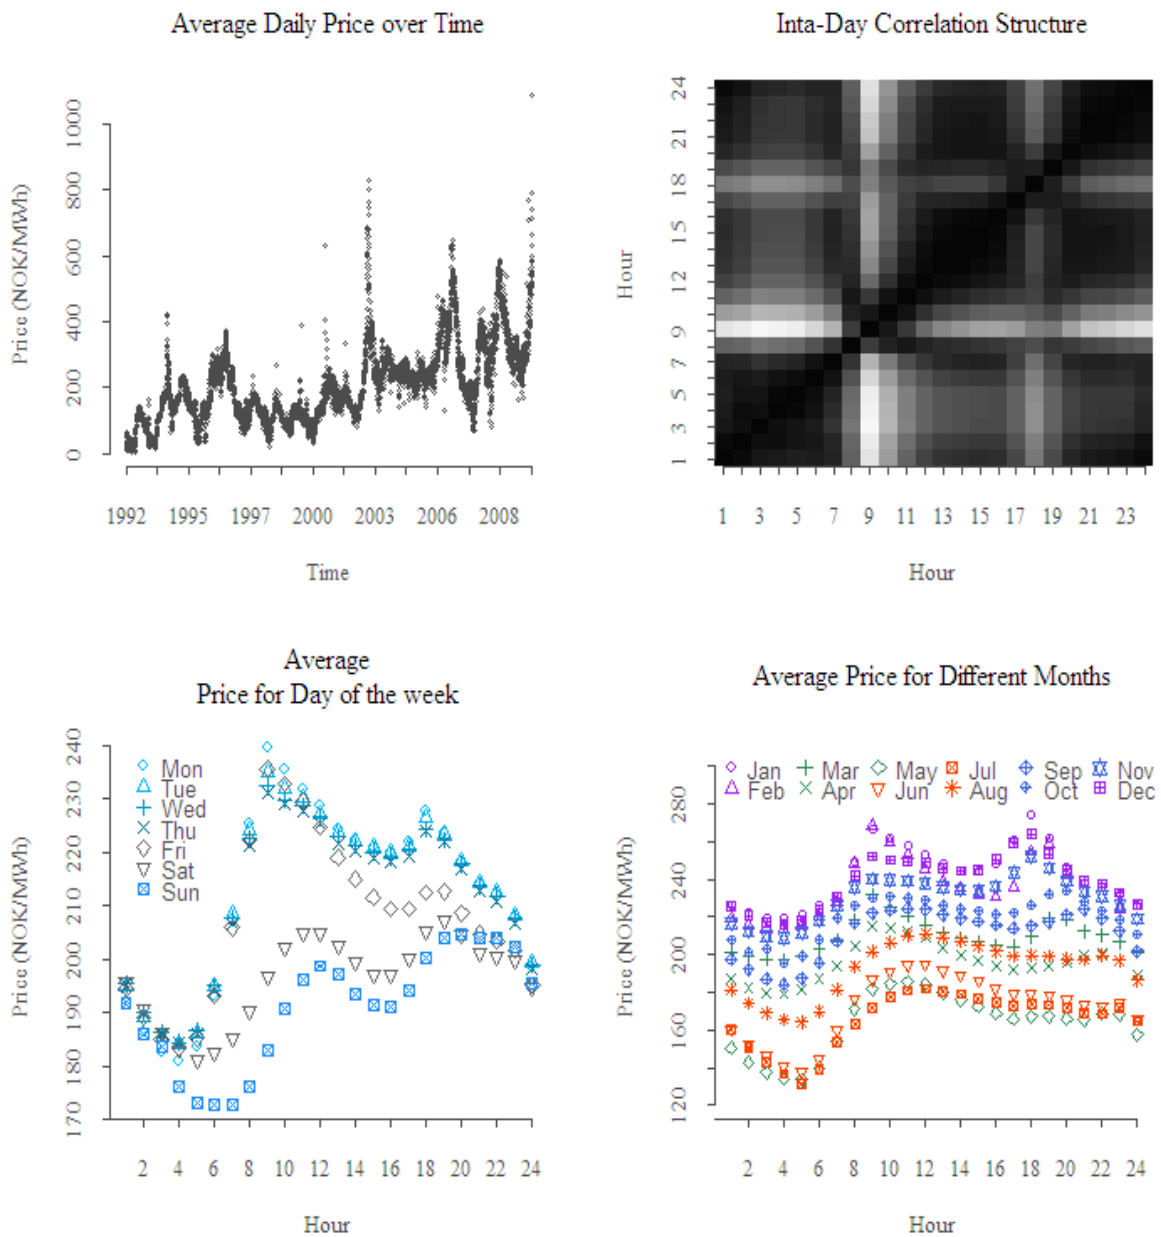 Average Daily Price over Time
Price (NOK/MWh)
0 200 400 600 800 1000
1992 1995 1997 2000 2003 2006 2008
Time
Inta-Day Correlation Structure
Hour
1 3 5 7 9 12 15 18 21 24
1 3 5 7 9 11 13 15 17 19 21 23
Hour
Average
Price for Day of the week
Price (NOK/MWh)
170 180 190 200 210 220 230 240
Mon
Tue
Wed
Thu
Fri
Sat
Sun
2 4 6 8 10 12 14 16 18 20 22 24
Hour
Average Price for Different Months
Price (NOK/MWh)
120 160 200 240 280
Jan Mar May Jul Sep Nov
Feb Apr Jun Aug Oct Dec
2 4 6 8 10 12 14 16 18 20 22 24
Hour